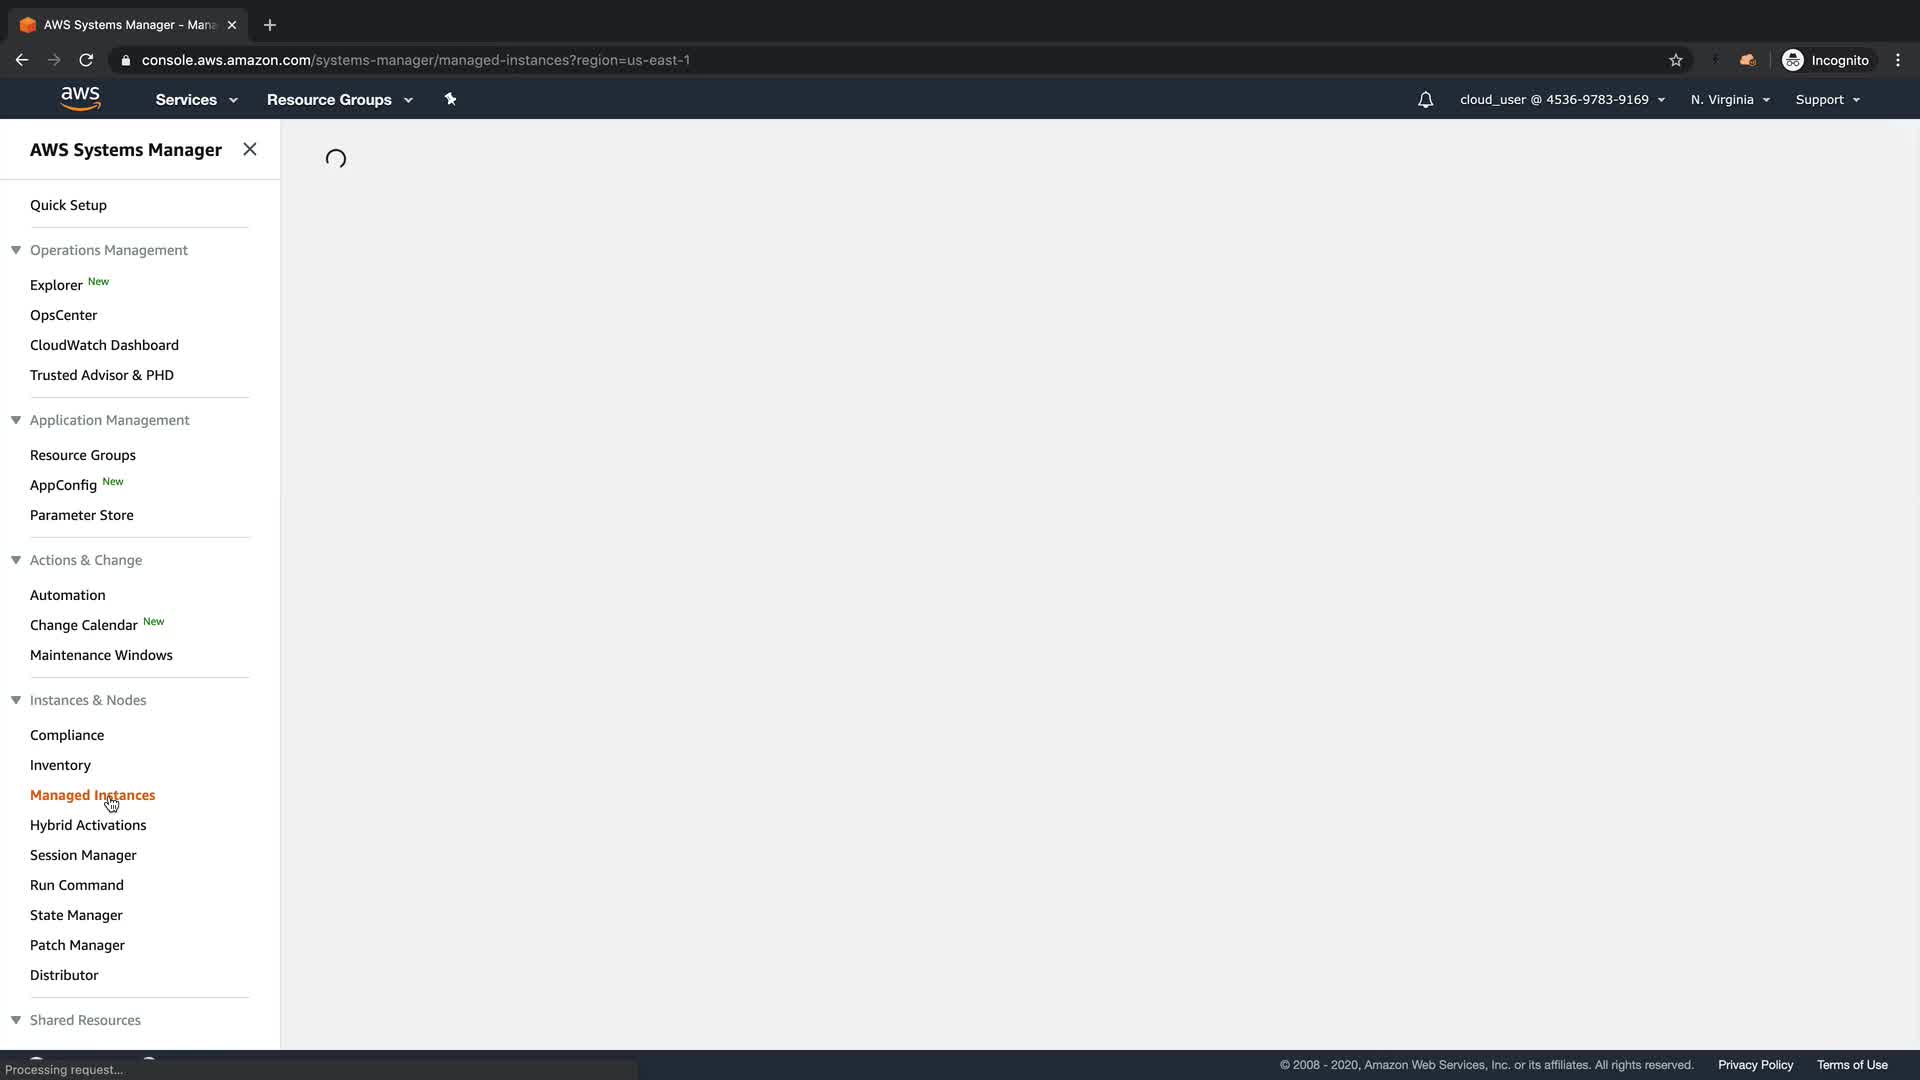 AWS Systems Manager - Mana
console.aws.amazon.com/systems-manager/managed-instances?region=us-east-1
Incognito
aws
Services
Resource Groups
cloud_user @ 4536-9783-9169
N. Virginia
Support
AWS Systems Manager
Quick Setup
Operations Management
Explorer New
OpsCenter
CloudWatch Dashboard
Trusted Advisor & PHD
Application Management
Resource Groups
AppConfig New
Parameter Store
Actions & Change
Automation
Change Calendar New
Maintenance Windows
Instances & Nodes
Compliance
Inventory
Managed Instances
Hybrid Activations
Session Manager
Run Command
State Manager
Patch Manager
Distributor
Shared Resources
Processing request...
© 2008 - 2020, Amazon Web Services, Inc. or its affiliates. All rights reserved.
Privacy Policy
Terms of Use